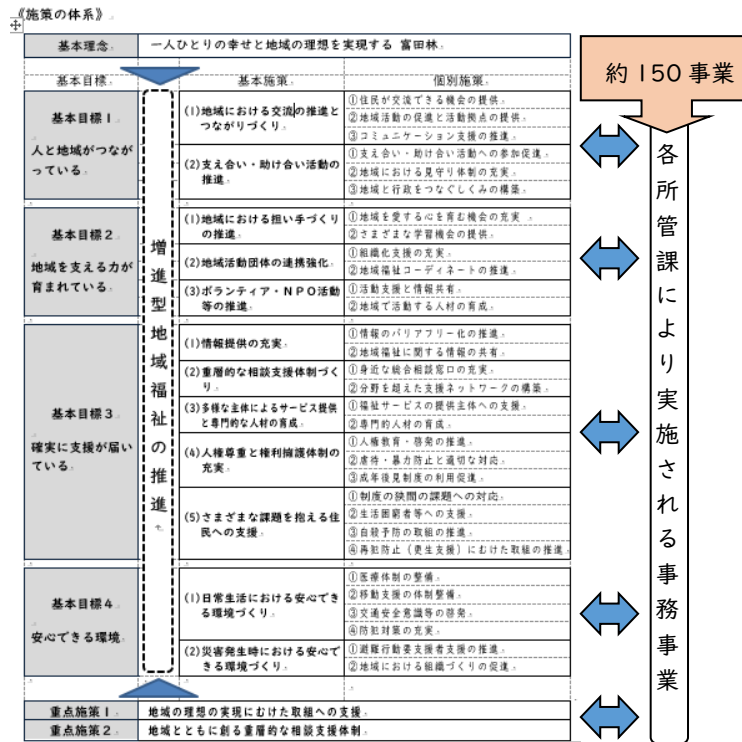 《施策の体系》
基本理念 一人ひとりの幸せと地域の理想を実現する 富田林
基本目標 基本施策 個別施策
基本目標1
人と地域がつなが
っている
(1)地域における交流の推進と
つながりづくり
①住民が交流できる機会の提供
②地域活動の促進と活動拠点の提供
③コミュニケーション支援の推進
(2)支え合い・助け合い活動の
推進
①支え合い・助け合い活動への参加促進
②地域における見守り体制の充実
③地域と行政をつなぐしくみの構築
基本目標2
地域を支える力が
育まれている
(1)地域における担い手づくり
の推進
①地域を愛する心を育む機会の充実
②さまざまな学習機会の提供
(2)地域活動団体の連携強化
①組織化支援の充実
②地域福祉コーディネートの推進
(3)ボランティア・NPO活動
等の推進
①活動支援と情報共有
②地域で活動する人材の育成
基本目標3
確実に支援が届い
ている
(1)情報提供の充実
①情報のバリアフリー化の推進
②地域福祉に関する情報の共有
(2)重層的な相談支援体制づく
り
①身近な総合相談窓口の充実
②分野を超えた支援ネットワークの構築
(3)多様な主体によるサービス提供
と専門的な人材の育成
①福祉サービスの提供主体への支援
②専門的人材の育成
(4)人権尊重と権利擁護体制の
充実
①人権教育・啓発の推進
②虐待・暴力防止と適切な対応
③成年後見制度の利用促進
(5)さまざまな課題を抱える住
民への支援
①制度の狭間の課題への対応
②生活困窮者等への支援
③自殺予防の取組の推進
④再犯防止(更生支援)にむけた取組の推進
基本目標4
安心できる環境
(1)日常生活における安心でき
る環境づくり
①医療体制の整備
②移動支援の体制整備
③交通安全意識等の啓発
④防犯対策の充実
(2)災害発生時における安心で
きる環境づくり
①避難行動要支援者支援の推進
②地域における組織づくりの促進
増進型地域福祉の推進
重点施策1 地域の理想の実現にむけた取組への支援
重点施策2 地域とともに創る重層的な相談支援体制
約150事業
各所管課により実施される事務事業